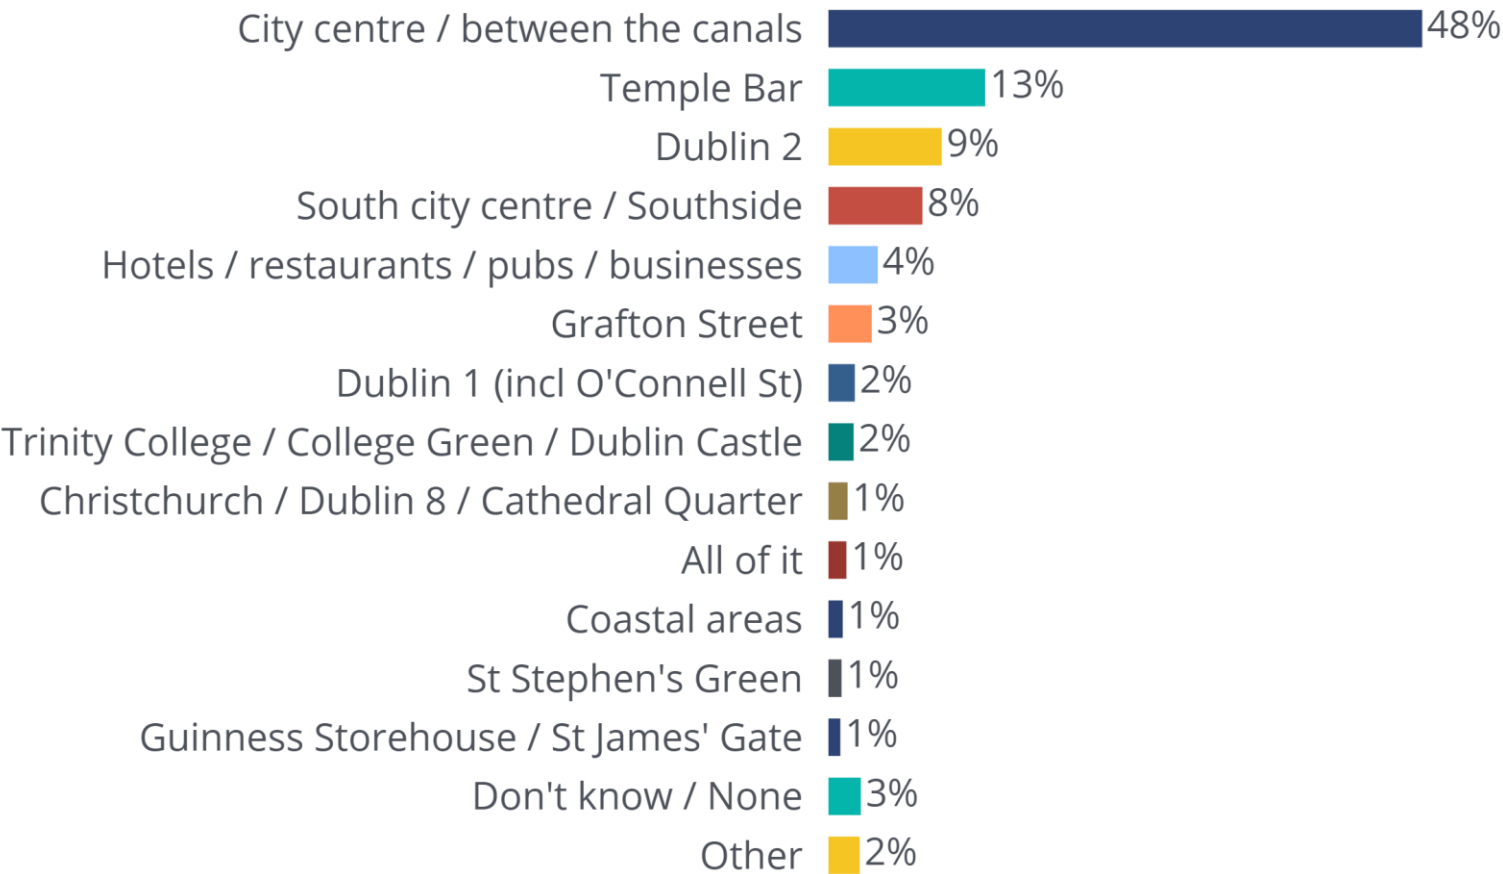 City centre / between the canals 48%
Temple Bar 13%
Dublin 2 9%
South city centre / Southside 8%
Hotels / restaurants / pubs / businesses 4%
Grafton Street 3%
Dublin 1 (incl O'Connell St) 2%
Trinity College / College Green / Dublin Castle 2%
Christchurch / Dublin 8 / Cathedral Quarter 1%
All of it 1%
Coastal areas 1%
St Stephen's Green 1%
Guinness Storehouse / St James' Gate 1%
Don't know / None 3%
Other 2%